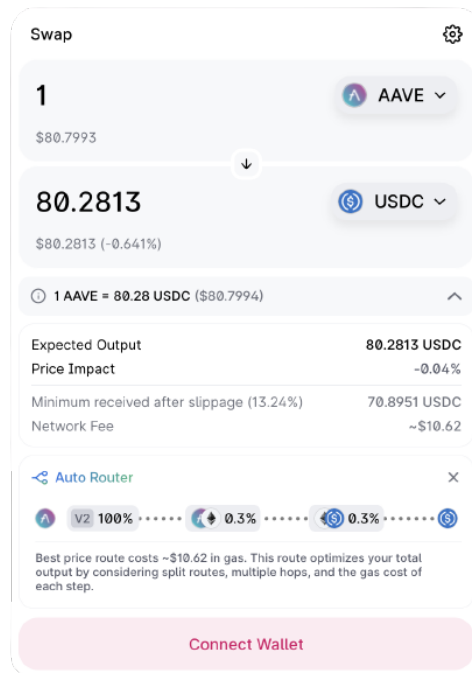 Swap
1
AAVE
$80.7993
80.2813
USDC
$80.2813 (-0.641%)
1 AAVE = 80.28 USDC ($80.7994)
Expected Output 80.2813 USDC
Price Impact -0.04%
Minimum received after slippage (13.24%) 70.8951 USDC
Network Fee ~$10.62
Auto Router
V2 100% 0.3% 0.3%
Best price route costs ~$10.62 in gas. This route optimizes your total
output by considering split routes, multiple hops, and the gas cost of
each step.
Connect Wallet